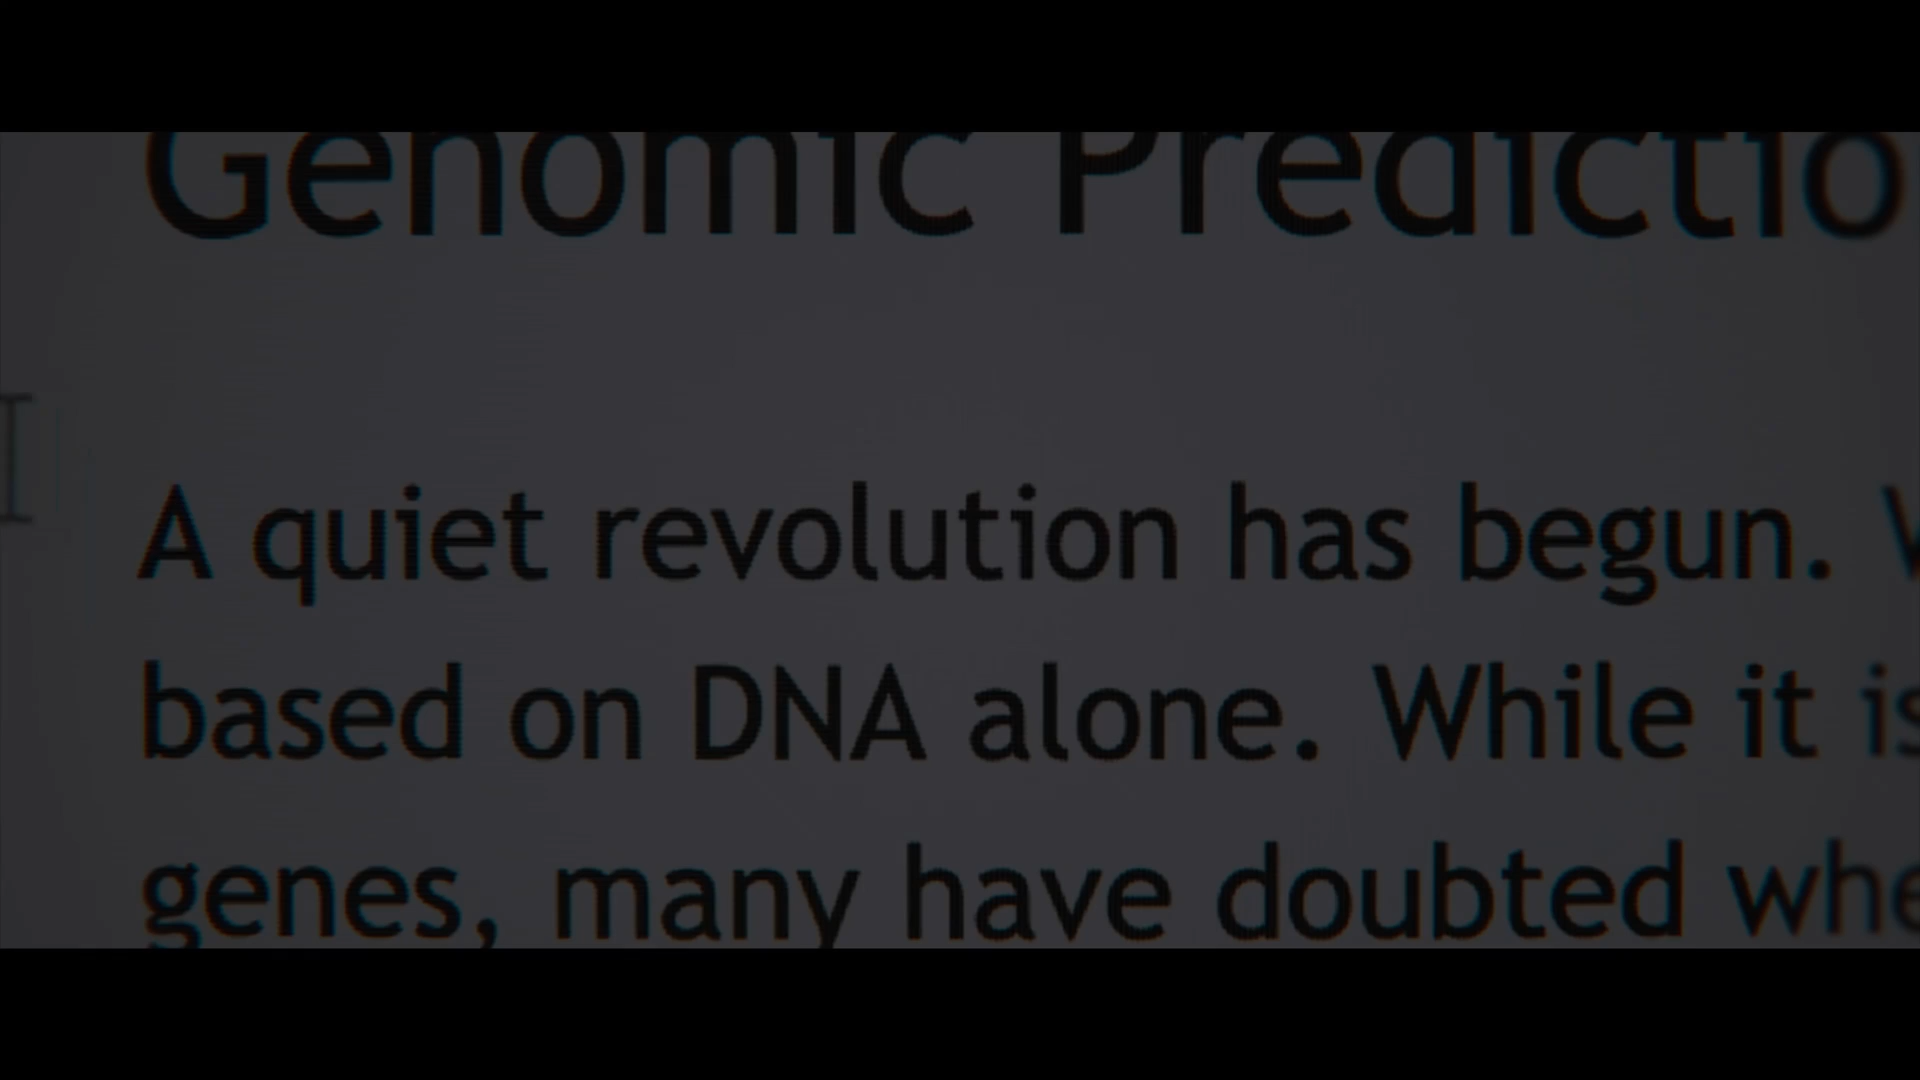 Genomic Predictio
A quiet revolution has begun.
based on DNA alone. While it is
genes, many have doubted whe